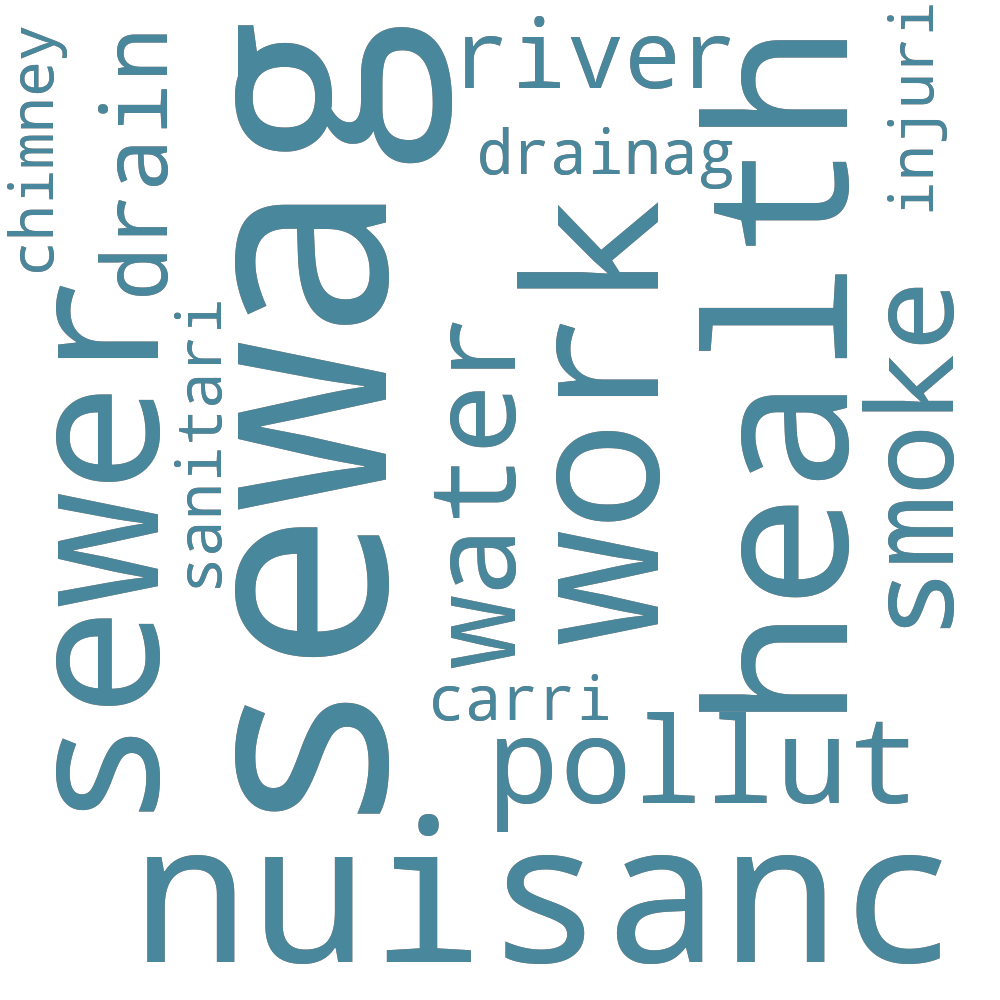 chimney
drain
sewag
river
drainag
health
injuri
sewer
sanitari
water
work
smoke
carri
pollut
nuisanc